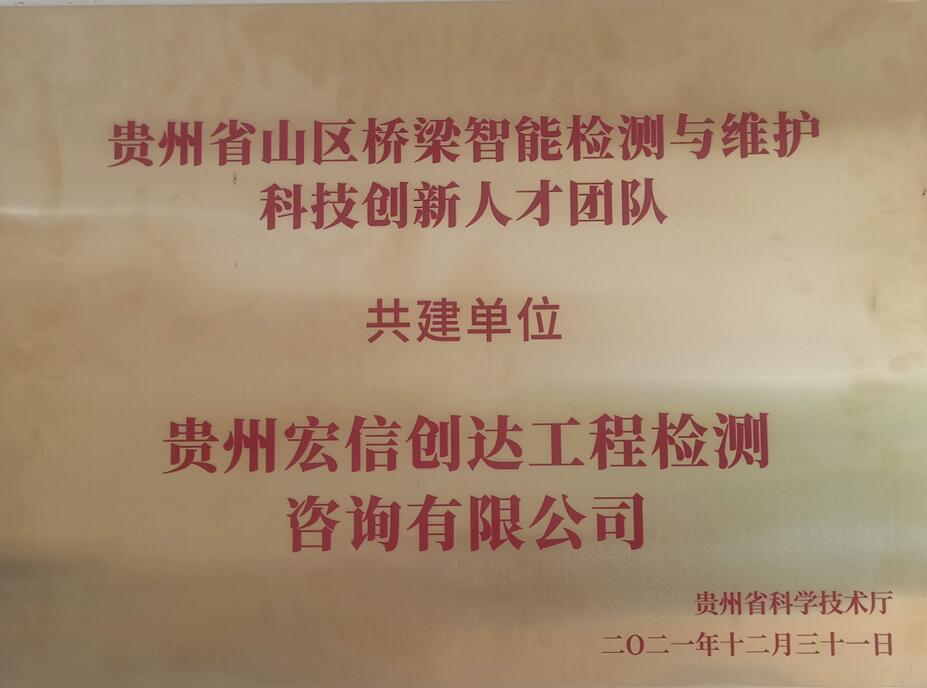 贵州省山区桥梁智能检测与维护
科技创新人才团队
共建单位
贵州宏信创达工程检测
咨询有限公司
贵州省科学技术厅
二〇二一年十二月三十一日